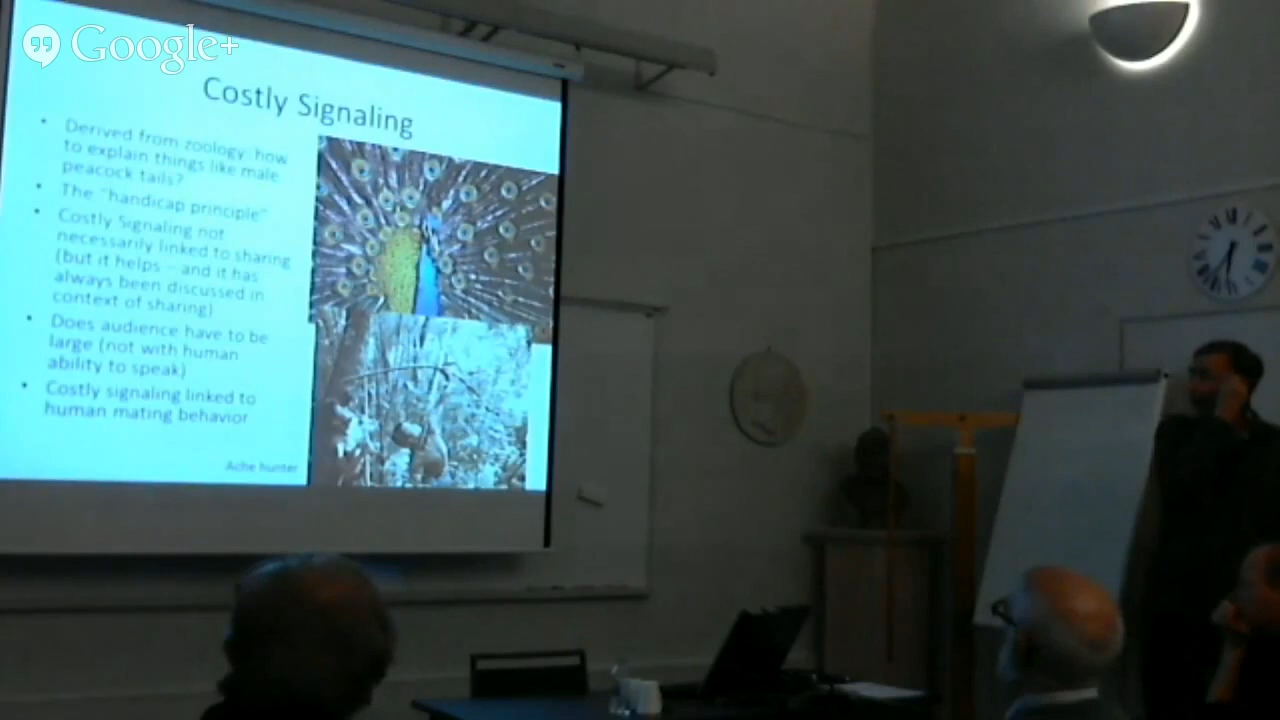 Google+
Costly Signaling
• Derived from zoology: how
to explain things like male
peacock tails?
• The "handicap principle"
• Costly Signaling not
necessarily linked to sharing
(but it helps – and it has
always been discussed in
context of sharing)
• Does audience have to be
large (not with human
ability to speak)
• Costly signaling linked to
human mating behavior
Ache hunter